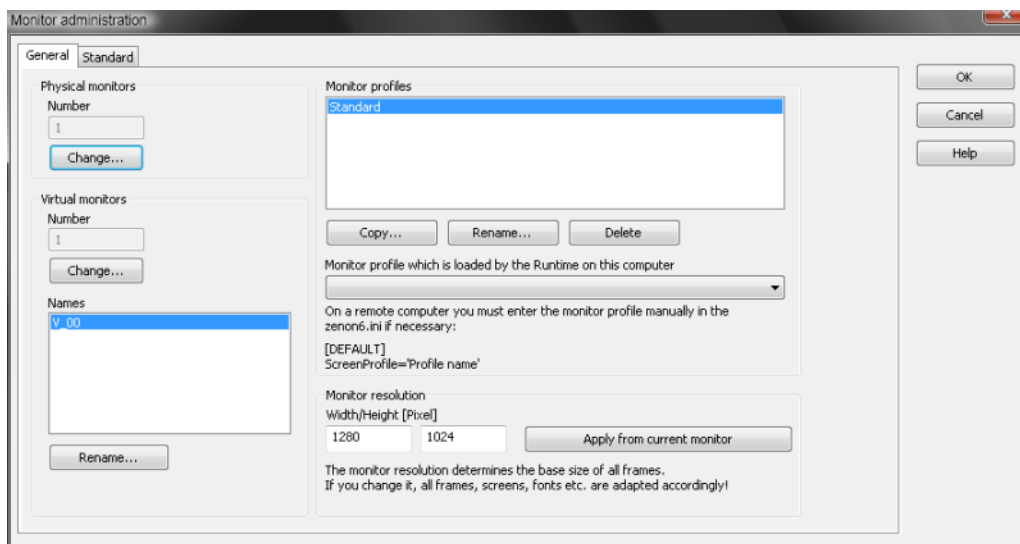 Monitor administration
General
Standard
Physical monitors
Number
1
Change...
Virtual monitors
Number
1
Change...
Names
V_00
Rename...
Monitor profiles
Standard
Copy...
Rename...
Delete
Monitor profile which is loaded by the Runtime on this computer
On a remote computer you must enter the monitor profile manually in the
zenon6.ini if necessary:
[DEFAULT]
ScreenProfile='Profile name'
Monitor resolution
Width/Height [Pixel]
1280
1024
Apply from current monitor
The monitor resolution determines the base size of all frames.
If you change it, all frames, screens, fonts etc. are adapted accordingly!
OK
Cancel
Help